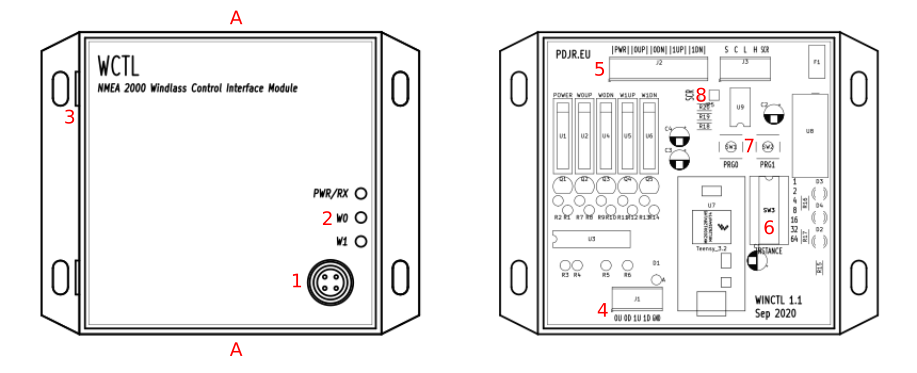 A
WCTL
NMEA 2000 Windlass Control Interface Module
3
PWR/RX
2 W0
W1
1
A
PDJR.EU
|PWR||0UP||0DN||1UP||1DN|
S C L H SCR
5
J2
J3
P1
SCR
8
POWER W0UP W0DN W1UP W1DN
R19
R18
U9
C2
U1 U2 U4 U5 U6
C4
C3
7
SW1
SW2
PRG0
PRG1
U8
Q1 Q2 Q3 Q4 Q5
R2 R1 R7 R8 R9 R10 R11 R12 R13 R14
U7
Teensy_3.2
SW3
6
INSTANCE
1
2
4
8
16
32
64
D3
R16
D4
D2
R17
R15
U3
R3 R4 R5 R6
D1
A
J1
4
0U 0D 1U 1D GND
WINCTL 1.1
Sep 2020